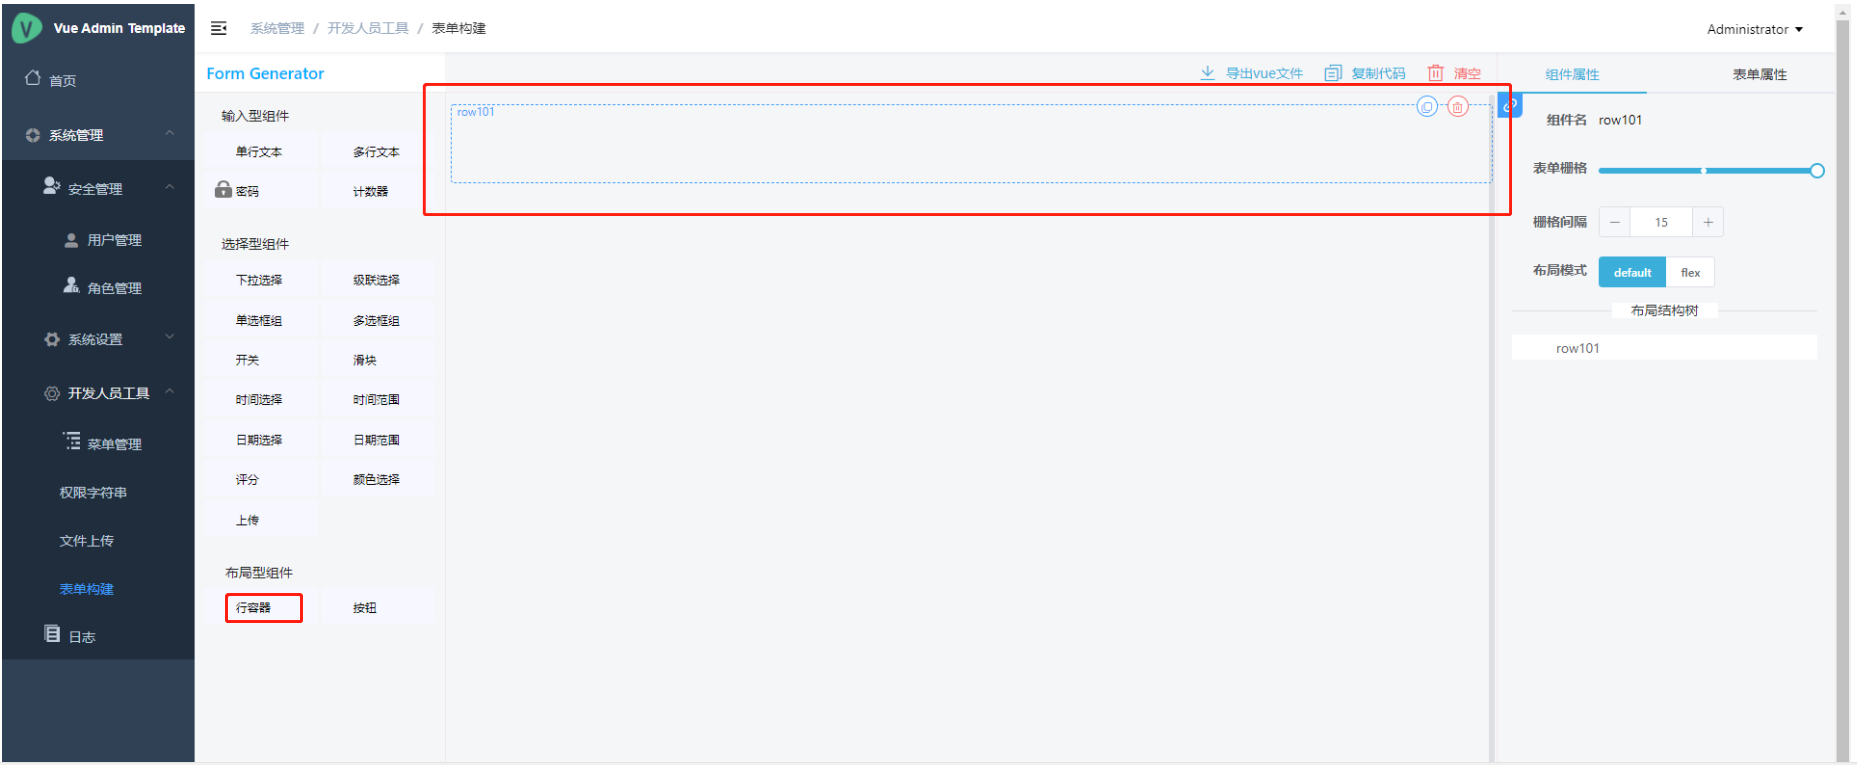 Vue Admin Template
首页
系统管理
安全管理
用户管理
角色管理
系统设置
开发人员工具
菜单管理
权限字符串
文件上传
表单构建
日志
系统管理 / 开发人员工具 / 表单构建
Administrator
Form Generator
输入型组件
单行文本 多行文本
密码 计数器
选择型组件
下拉选择 级联选择
单选框组 多选框组
开关 滑块
时间选择 时间范围
日期选择 日期范围
评分 颜色选择
上传
布局型组件
行容器 按钮
导出vue文件 复制代码 清空
row101
组件属性 表单属性
组件名 row101
表单栅格
栅格间隔 15
布局模式 default flex
布局结构树
row101